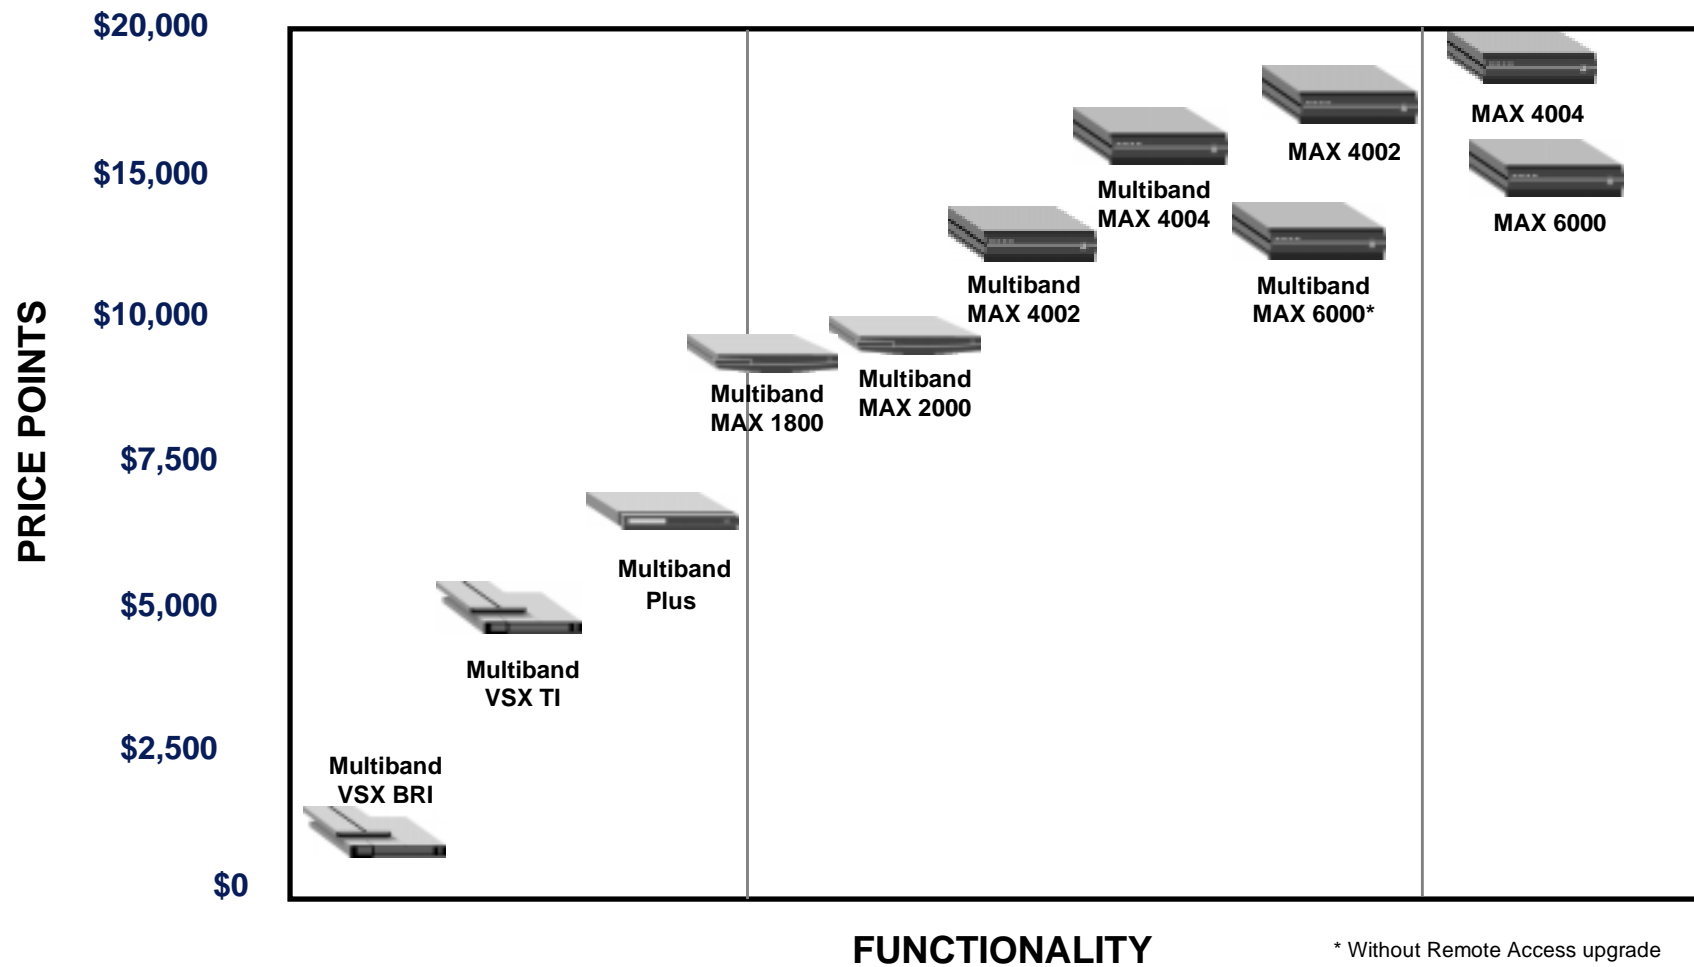 $20,000
$15,000
$10,000
$7,500
$5,000
$2,500
$0
PRICE POINTS
Multiband
VSX BRI
Multiband
VSX TI
Multiband
Plus
Multiband
MAX 1800
Multiband
MAX 2000
Multiband
MAX 4002
Multiband
MAX 4004
MAX 4002
Multiband
MAX 6000*
MAX 4004
MAX 6000
FUNCTIONALITY
* Without Remote Access upgrade